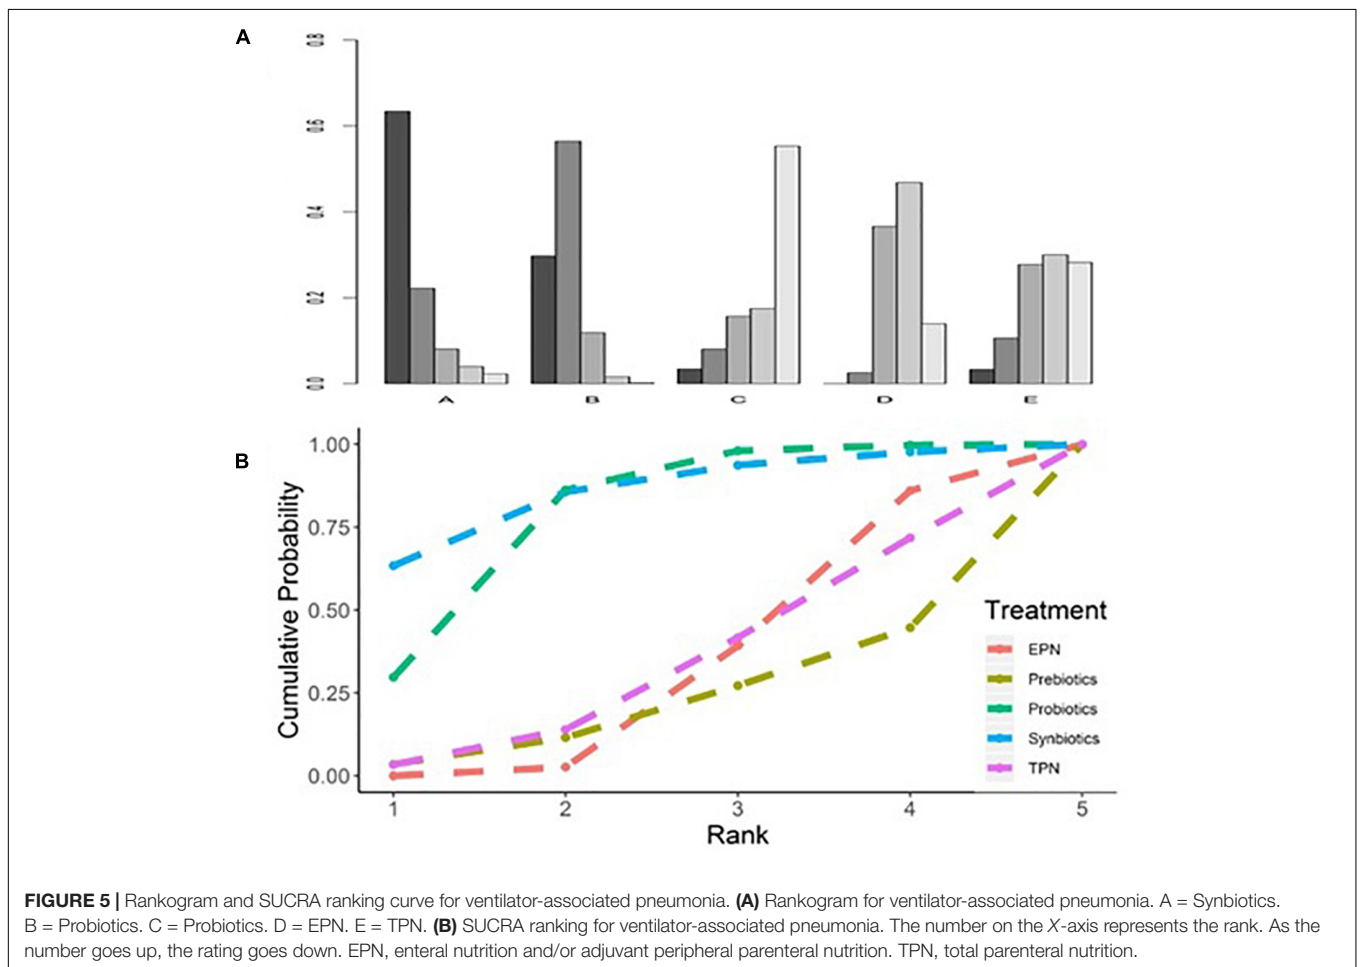 A
0.8
0.6
0.4
0.2
0.0
A B C D E
B
1.00
0.75
0.50
0.25
0.00
Cumulative Probability
1 2 3 4 5
Rank
Treatment
EPN
Prebiotics
Probiotics
Synbiotics
TPN
FIGURE 5 | Rankogram and SUCRA ranking curve for ventilator-associated pneumonia. (A) Rankogram for ventilator-associated pneumonia. A = Synbiotics.
B = Probiotics. C = Probiotics. D = EPN. E = TPN. (B) SUCRA ranking for ventilator-associated pneumonia. The number on the X-axis represents the rank. As the
number goes up, the rating goes down. EPN, enteral nutrition and/or adjuvant peripheral parenteral nutrition. TPN, total parenteral nutrition.